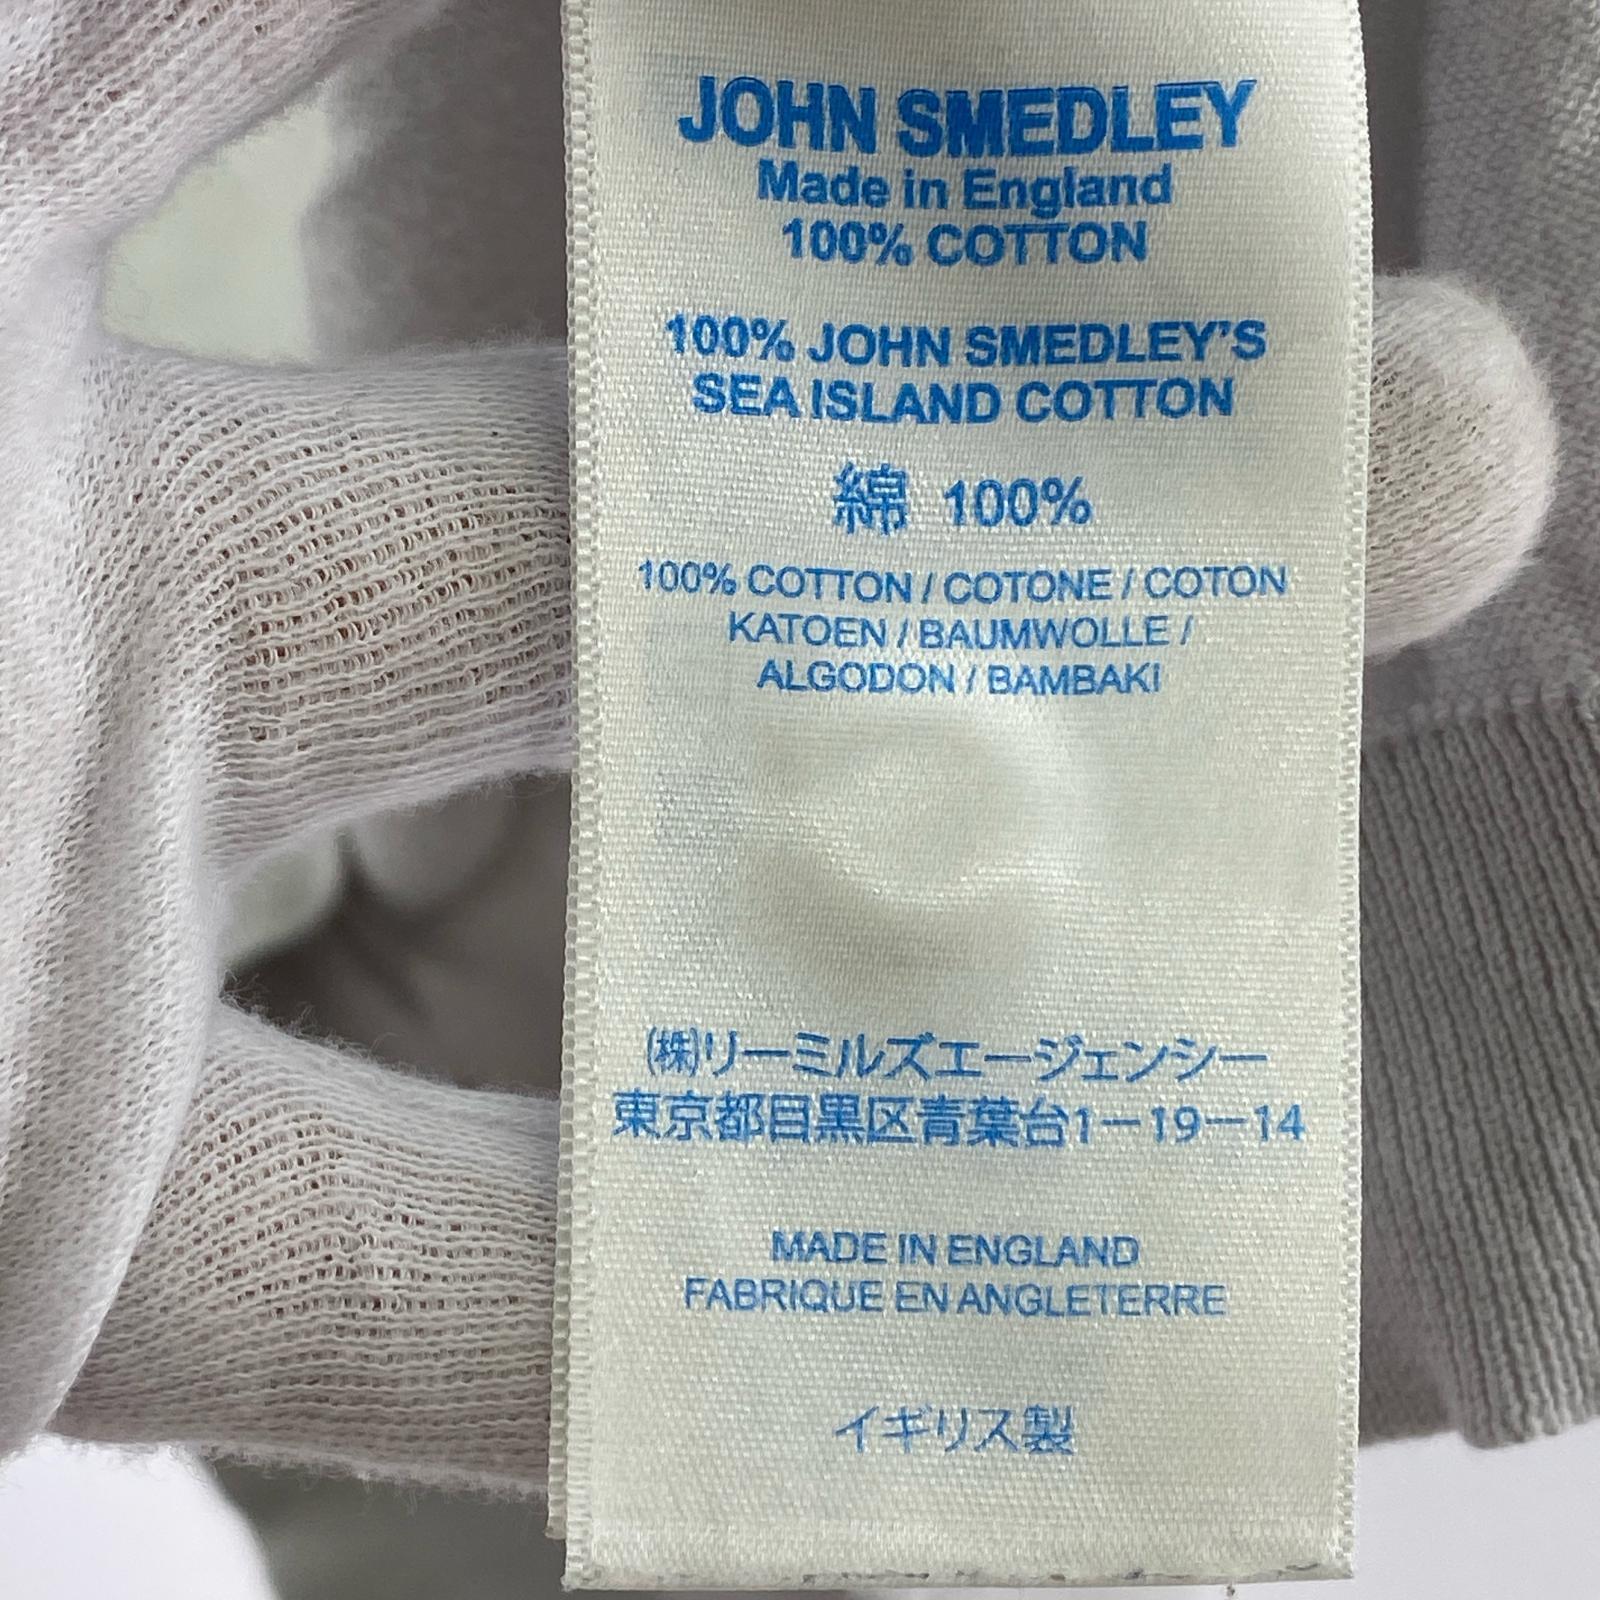 JOHN SMEDLEY
Made in England
100% COTTON
100% JOHN SMEDLEY'S
SEA ISLAND COTTON
綿 100%
100% COTTON / COTONE / COTON
KATOEN / BAUMWOLLE /
ALGODON / BAMBAKI
(株)リーミルズエージェンシー
東京都目黒区青葉台1-19-14
MADE IN ENGLAND
FABRIQUE EN ANGLETERRE
イギリス製